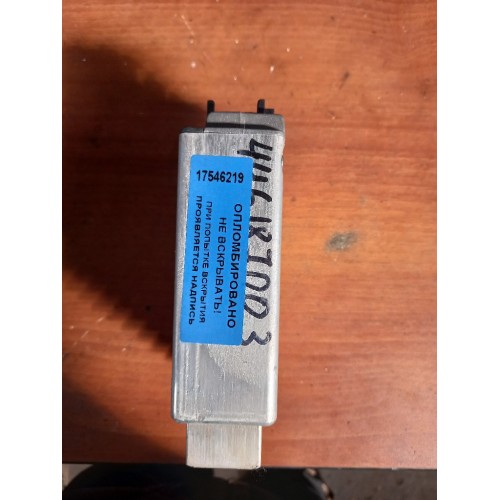 17546219
ОПЛОМБИРОВАНО
НЕ ВСКРЫВАТЬ!
ПРИ ПОПЫТКЕ ВСКРЫТИЯ
ПРОЯВЛЯЕТСЯ НАДПИСЬ